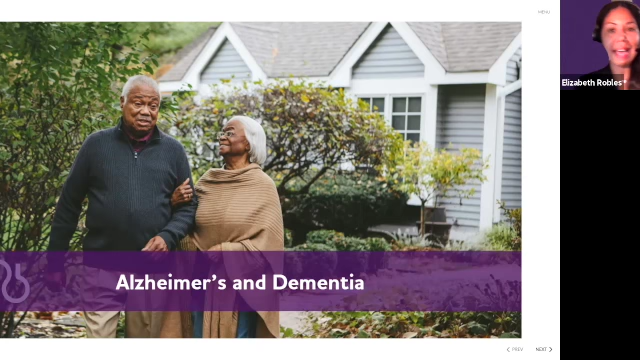 MENU
Elizabeth Robles
Alzheimer's and Dementia
PREV
NEXT